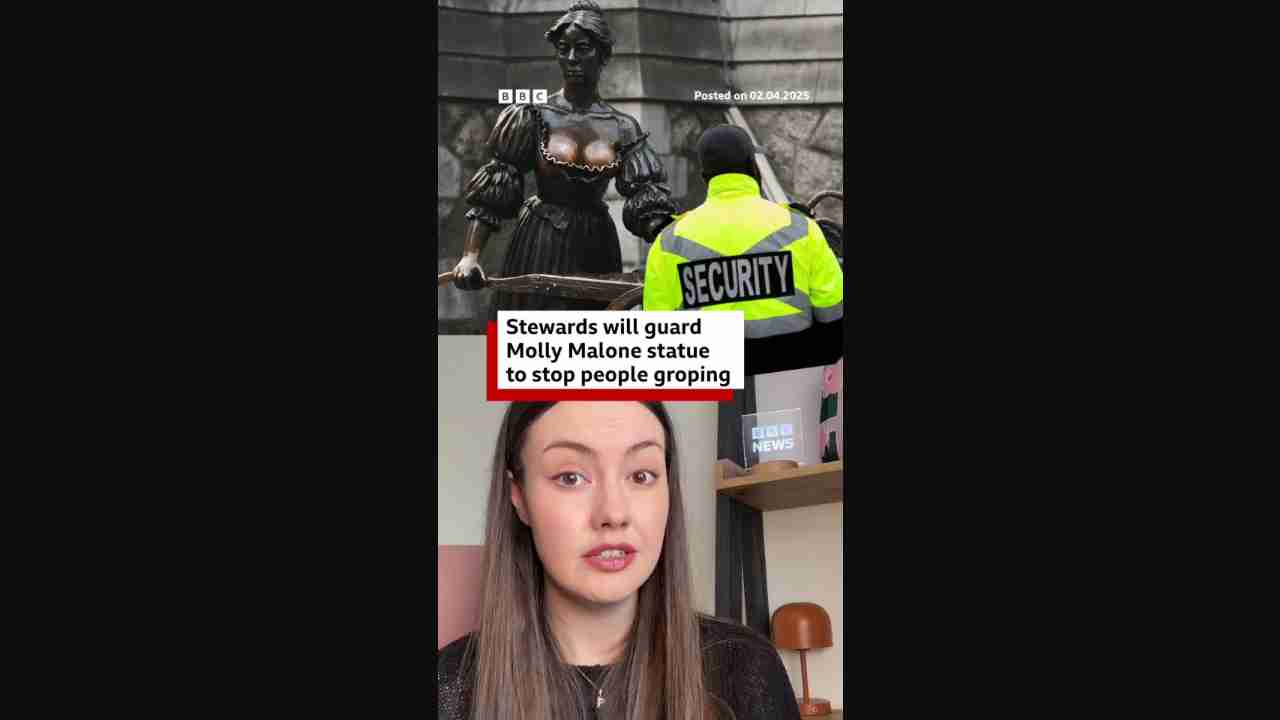 BBC
Posted on 02.04.2025
SECURITY
Stewards will guard
Molly Malone statue
to stop people groping
BBC
NEWS